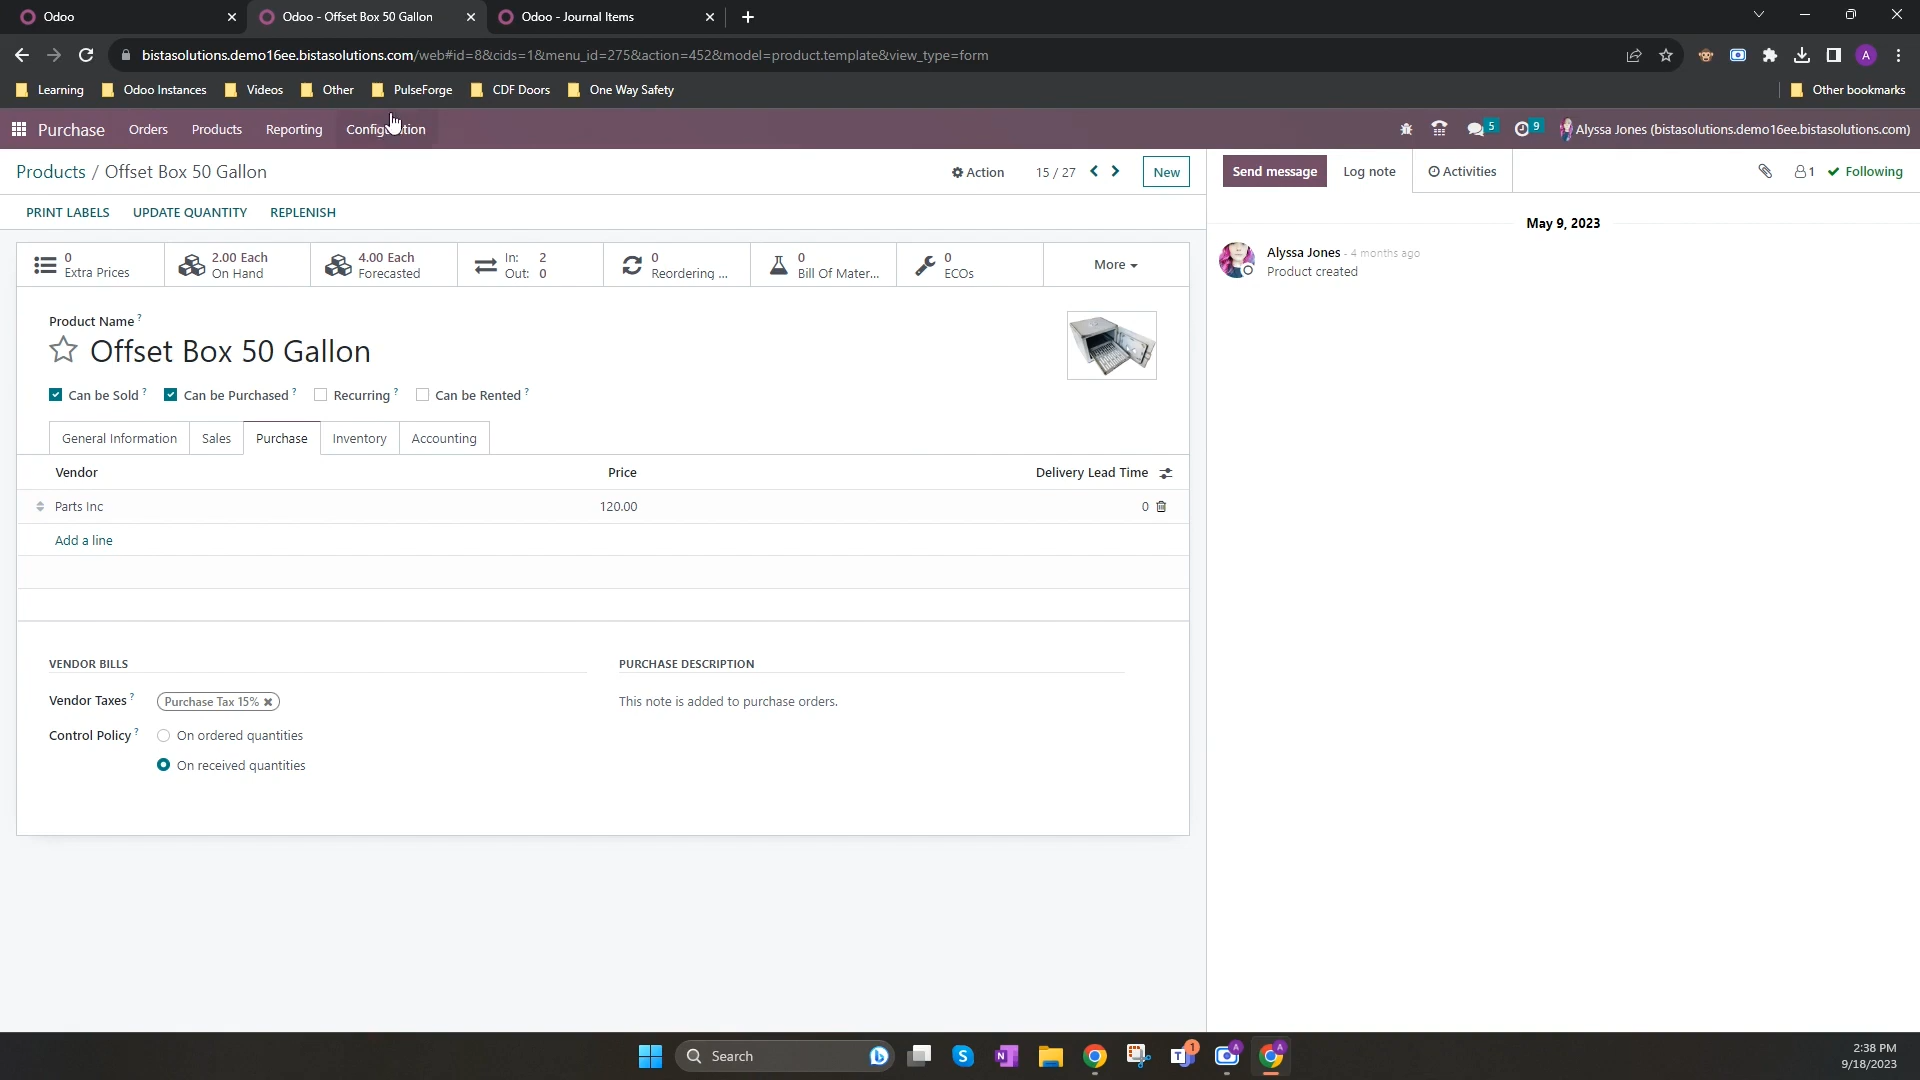 Odoo
Odoo - Offset Box 50 Gallon
Odoo - Journal Items
bistasolutions.demo16ee.bistasolutions.com/web#id=8&cids=1&menu_id=275&action=452&model=product.template&view_type=form
A
Learning
Odoo Instances
Videos
Other
PulseForge
CDF Doors
One Way Safety
Other bookmarks
Purchase
Orders
Products
Reporting
5
9
Alyssa Jones (bistasolutions.demo16ee.bistasolutions.com)
Products / Offset Box 50 Gallon
Action
15 / 27
New
Send message
Log note
Activities
1
Following
PRINT LABELS
UPDATE QUANTITY
REPLENISH
0
Extra Prices
2.00 Each
On Hand
4.00 Each
Forecasted
In: 2
Out: 0
0
Reordering ...
0
Bill Of Mater...
0
ECOs
More
May 9, 2023
Alyssa Jones - 4 months ago
Product created
Product Name ?
Offset Box 50 Gallon
Can be Sold ?
Can be Purchased ?
Recurring ?
Can be Rented ?
General Information
Sales
Purchase
Inventory
Accounting
Vendor
Price
Delivery Lead Time
Parts Inc
120.00
0
Add a line
VENDOR BILLS
PURCHASE DESCRIPTION
Vendor Taxes ?
Purchase Tax 15%
This note is added to purchase orders.
Control Policy ?
On ordered quantities
On received quantities
Search
1
A
A
2:38 PM
9/18/2023